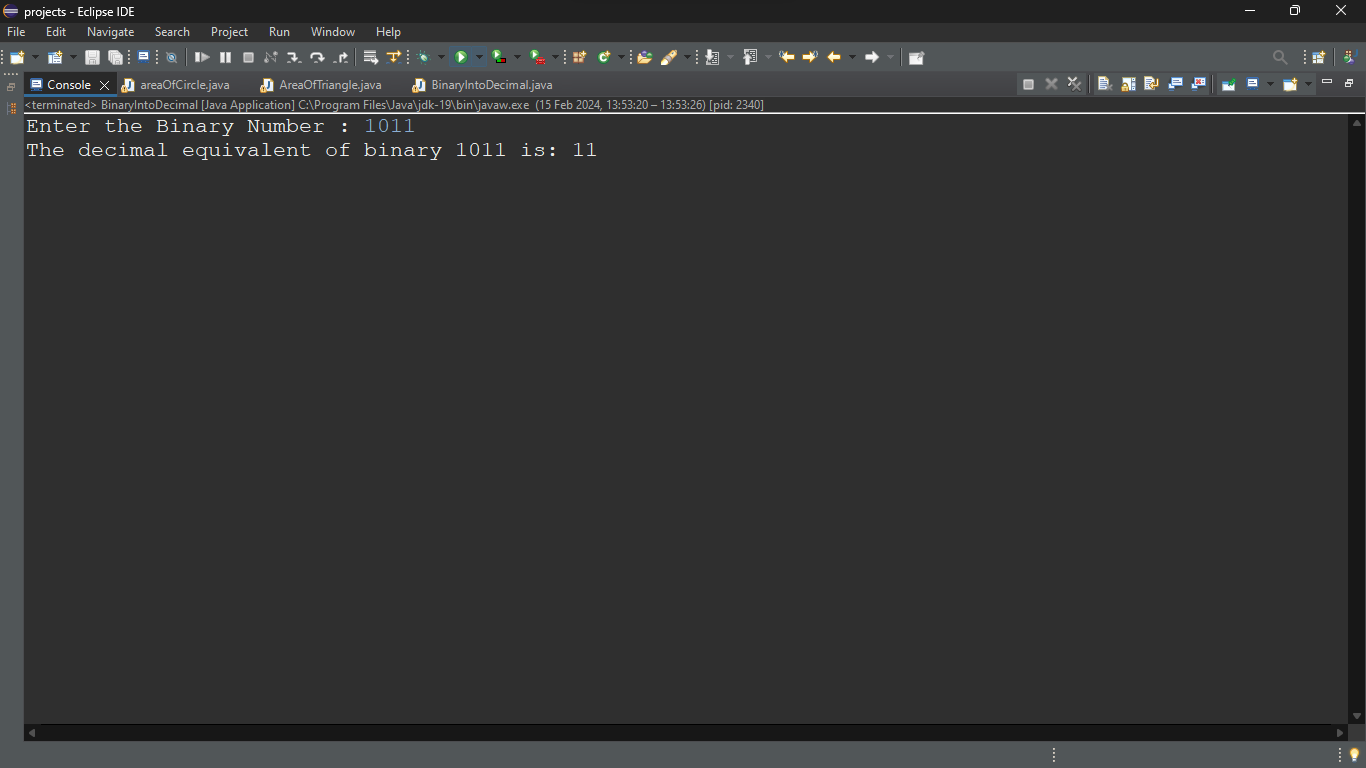 projects - Eclipse IDE
File Edit Navigate Search Project Run Window Help
Console areaOfCircle.java AreaOfTriangle.java BinaryIntoDecimal.java
<terminated> BinaryIntoDecimal [Java Application] C:\Program Files\Java\jdk-19\bin\javaw.exe (15 Feb 2024, 13:53:20 – 13:53:26) [pid: 2340]
Enter the Binary Number : 1011
The decimal equivalent of binary 1011 is: 11